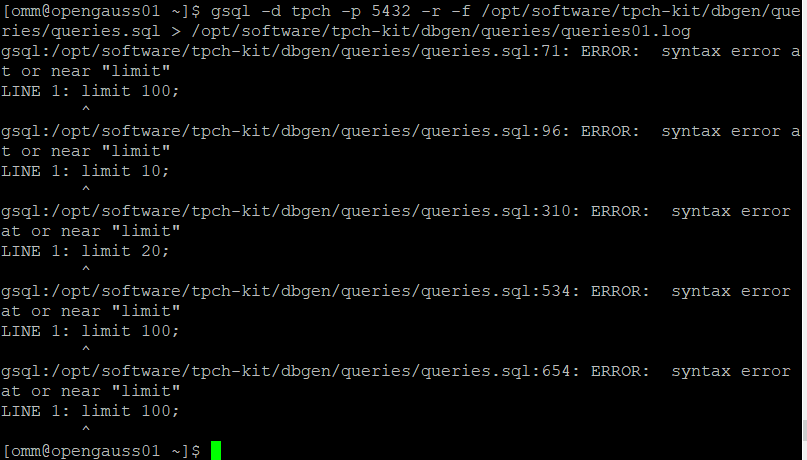 [omm@opengauss01 ~]$ gsql -d tpch -p 5432 -r -f /opt/software/tpch-kit/dbgen/que
ries/queries.sql > /opt/software/tpch-kit/dbgen/queries/queries01.log
gsql:/opt/software/tpch-kit/dbgen/queries/queries.sql:71: ERROR:  syntax error a
t or near "limit"
LINE 1: limit 100;
        ^
gsql:/opt/software/tpch-kit/dbgen/queries/queries.sql:96: ERROR:  syntax error a
t or near "limit"
LINE 1: limit 10;
        ^
gsql:/opt/software/tpch-kit/dbgen/queries/queries.sql:310: ERROR:  syntax error
at or near "limit"
LINE 1: limit 20;
        ^
gsql:/opt/software/tpch-kit/dbgen/queries/queries.sql:534: ERROR:  syntax error
at or near "limit"
LINE 1: limit 100;
        ^
gsql:/opt/software/tpch-kit/dbgen/queries/queries.sql:654: ERROR:  syntax error
at or near "limit"
LINE 1: limit 100;
        ^
[omm@opengauss01 ~]$